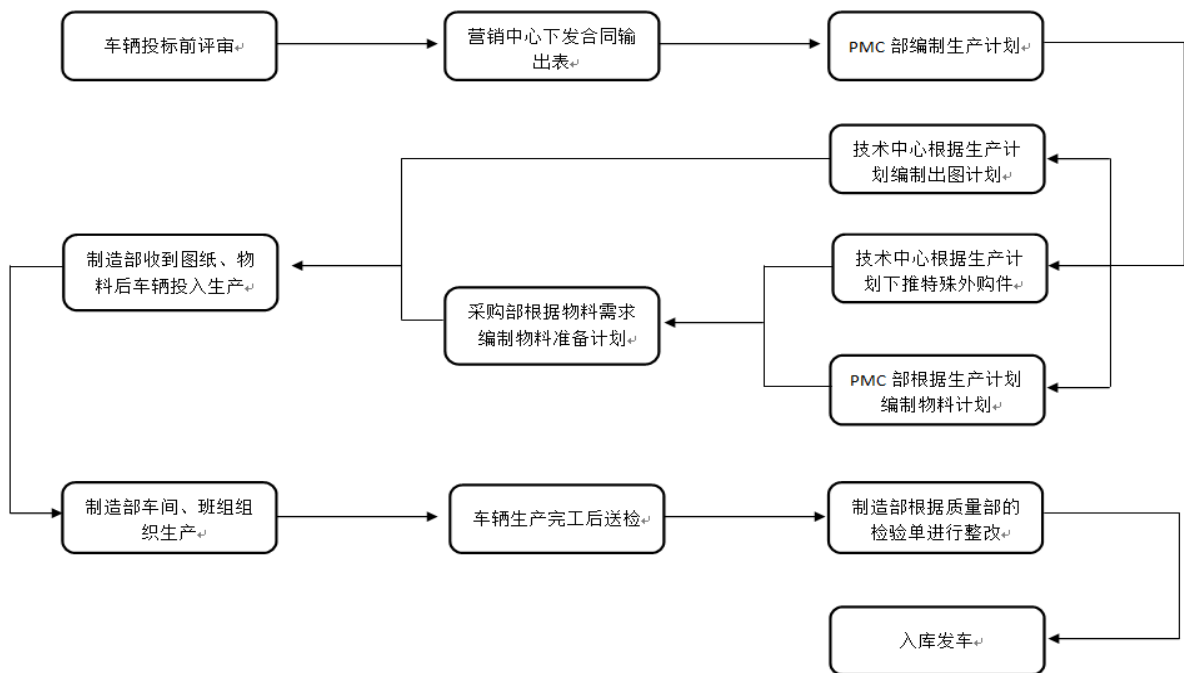 车辆投标前评审↵
营销中心下发合同输
出表↵
PMC 部编制生产计划↵
技术中心根据生产计
划编制出图计划↵
制造部收到图纸、物
料后车辆投入生产↵
技术中心根据生产计
划下推特殊外购件↵
采购部根据物料需求
编制物料准备计划↵
PMC 部根据生产计划
编制物料计划↵
制造部车间、班组组
织生产↵
车辆生产完工后送检↵
制造部根据质量部的
检验单进行整改↵
入库发车↵